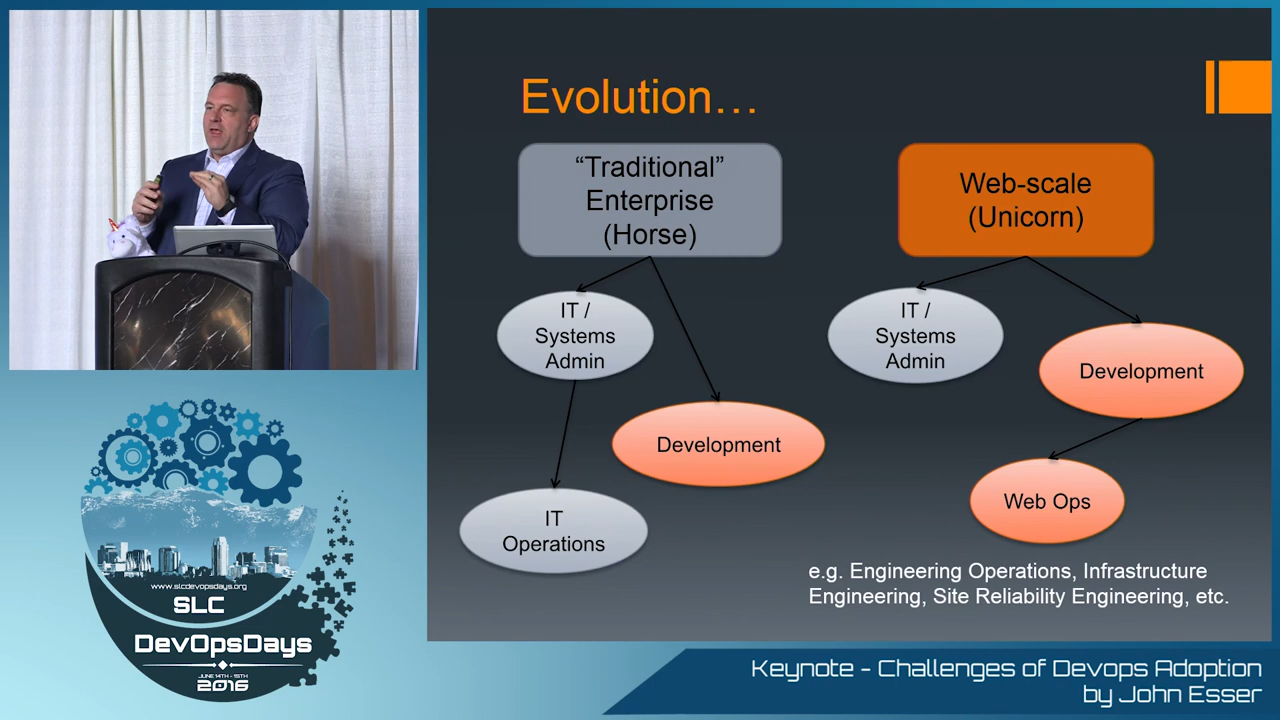 Evolution…
“Traditional”
Enterprise
(Horse)
Web-scale
(Unicorn)
IT /
Systems
Admin
IT /
Systems
Admin
Development
Development
IT
Operations
Web Ops
e.g. Engineering Operations, Infrastructure
Engineering, Site Reliability Engineering, etc.
www.slcdevopsdays.org
SLC
DevOpsDays
JUNE 14TH - 15TH
2016
Keynote - Challenges of Devops Adoption
by John Esser